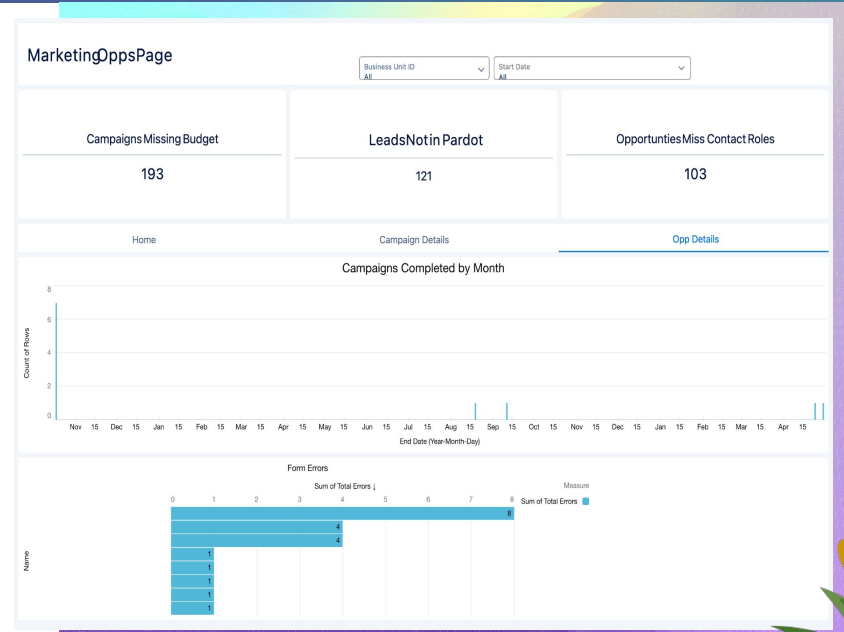 MarketingOppsPage
Business Unit ID
All
Start Date
All
Campaigns Missing Budget
193
LeadsNotin Pardot
121
Opportunties Miss Contact Roles
103
Home
Campaign Details
Opp Details
Campaigns Completed by Month
Count of Rows
8
6
4
2
0
Nov 15 Dec 15 Jan 15 Feb 15 Mar 15 Apr 15 May 15 Jun 15 Jul 15 Aug 15 Sep 15 Oct 15 Nov 15 Dec 15 Jan 15 Feb 15 Mar 15 Apr 15
End Date (Year-Month-Day)
Form Errors
Sum of Total Errors ↓
Measure
0 1 2 3 4 5 6 7 8
Sum of Total Errors
Name
8
4
4
1
1
1
1
1